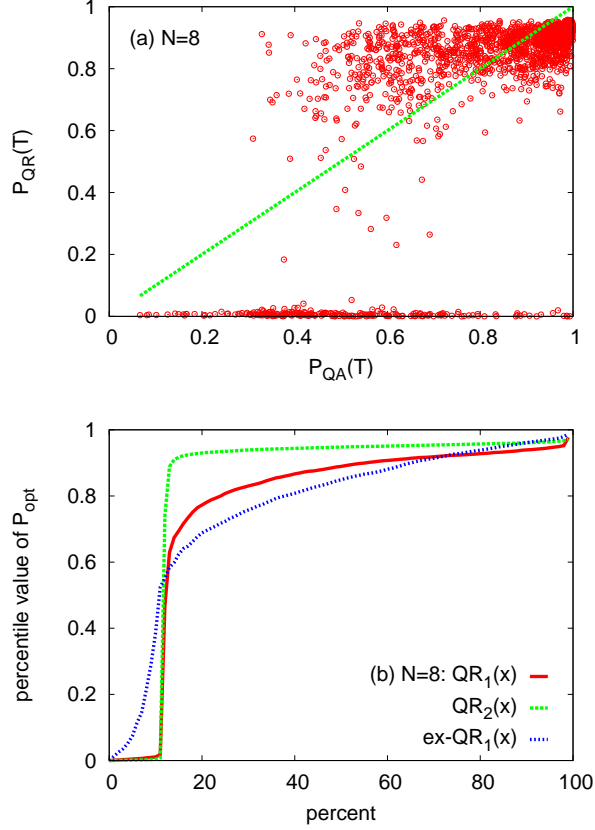 1
(a) N=8
0.8
0.6
P_QR(T)
0.4
0.2
0
0 0.2 0.4 0.6 0.8 1
P_QA(T)
1
0.8
0.6
percentile value of P_opt
0.4
0.2
(b) N=8: QR_1(x)
QR_2(x)
ex-QR_1(x)
0
0 20 40 60 80 100
percent